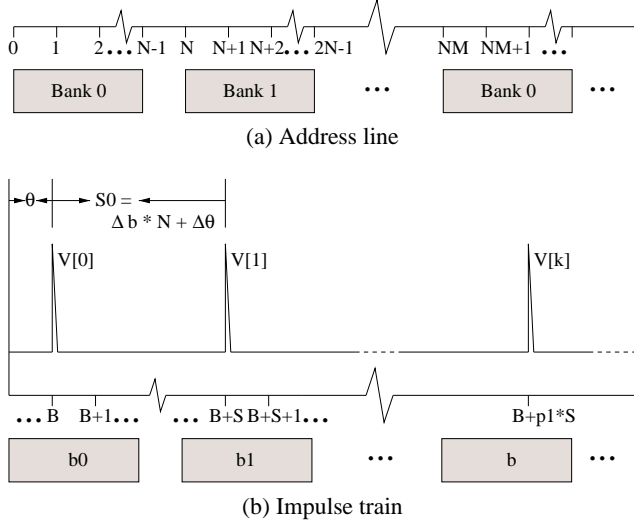 0 1 2 ... N-1 N N+1 N+2 ... 2N-1 NM NM+1 ...
Bank 0 Bank 1 ... Bank 0 ...
(a) Address line
θ S0 =
Δ b * N + Δθ
V[0] V[1] V[k]
... B B+1 ... ... B+S B+S+1 ... B+p1*S
b0 b1 ... b ...
(b) Impulse train